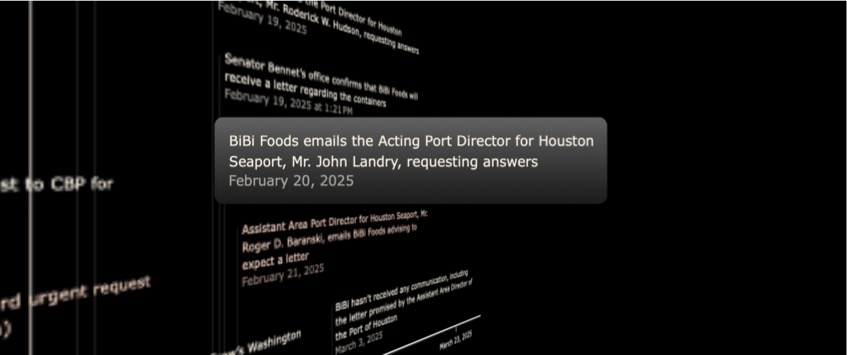 the Port Director for Houston
Mr. Roderick W. Hudson, requesting answers
February 19, 2025
Senator Bennet's office confirms that BiBi Foods will
receive a letter regarding the containers
February 19, 2025 at 1:21 PM
BiBi Foods emails the Acting Port Director for Houston
Seaport, Mr. John Landry, requesting answers
February 20, 2025
st to CBP for
Assistant Area Port Director for Houston Seaport, Mr.
Roger D. Baranski, emails BiBi Foods advising to
expect a letter
February 21, 2025
rd urgent request
)
BiBi hasn't received any communication, including
the letter promised by the Assistant Area Director of
the Port of Houston
March 3, 2025
's Washington
March 23, 2025